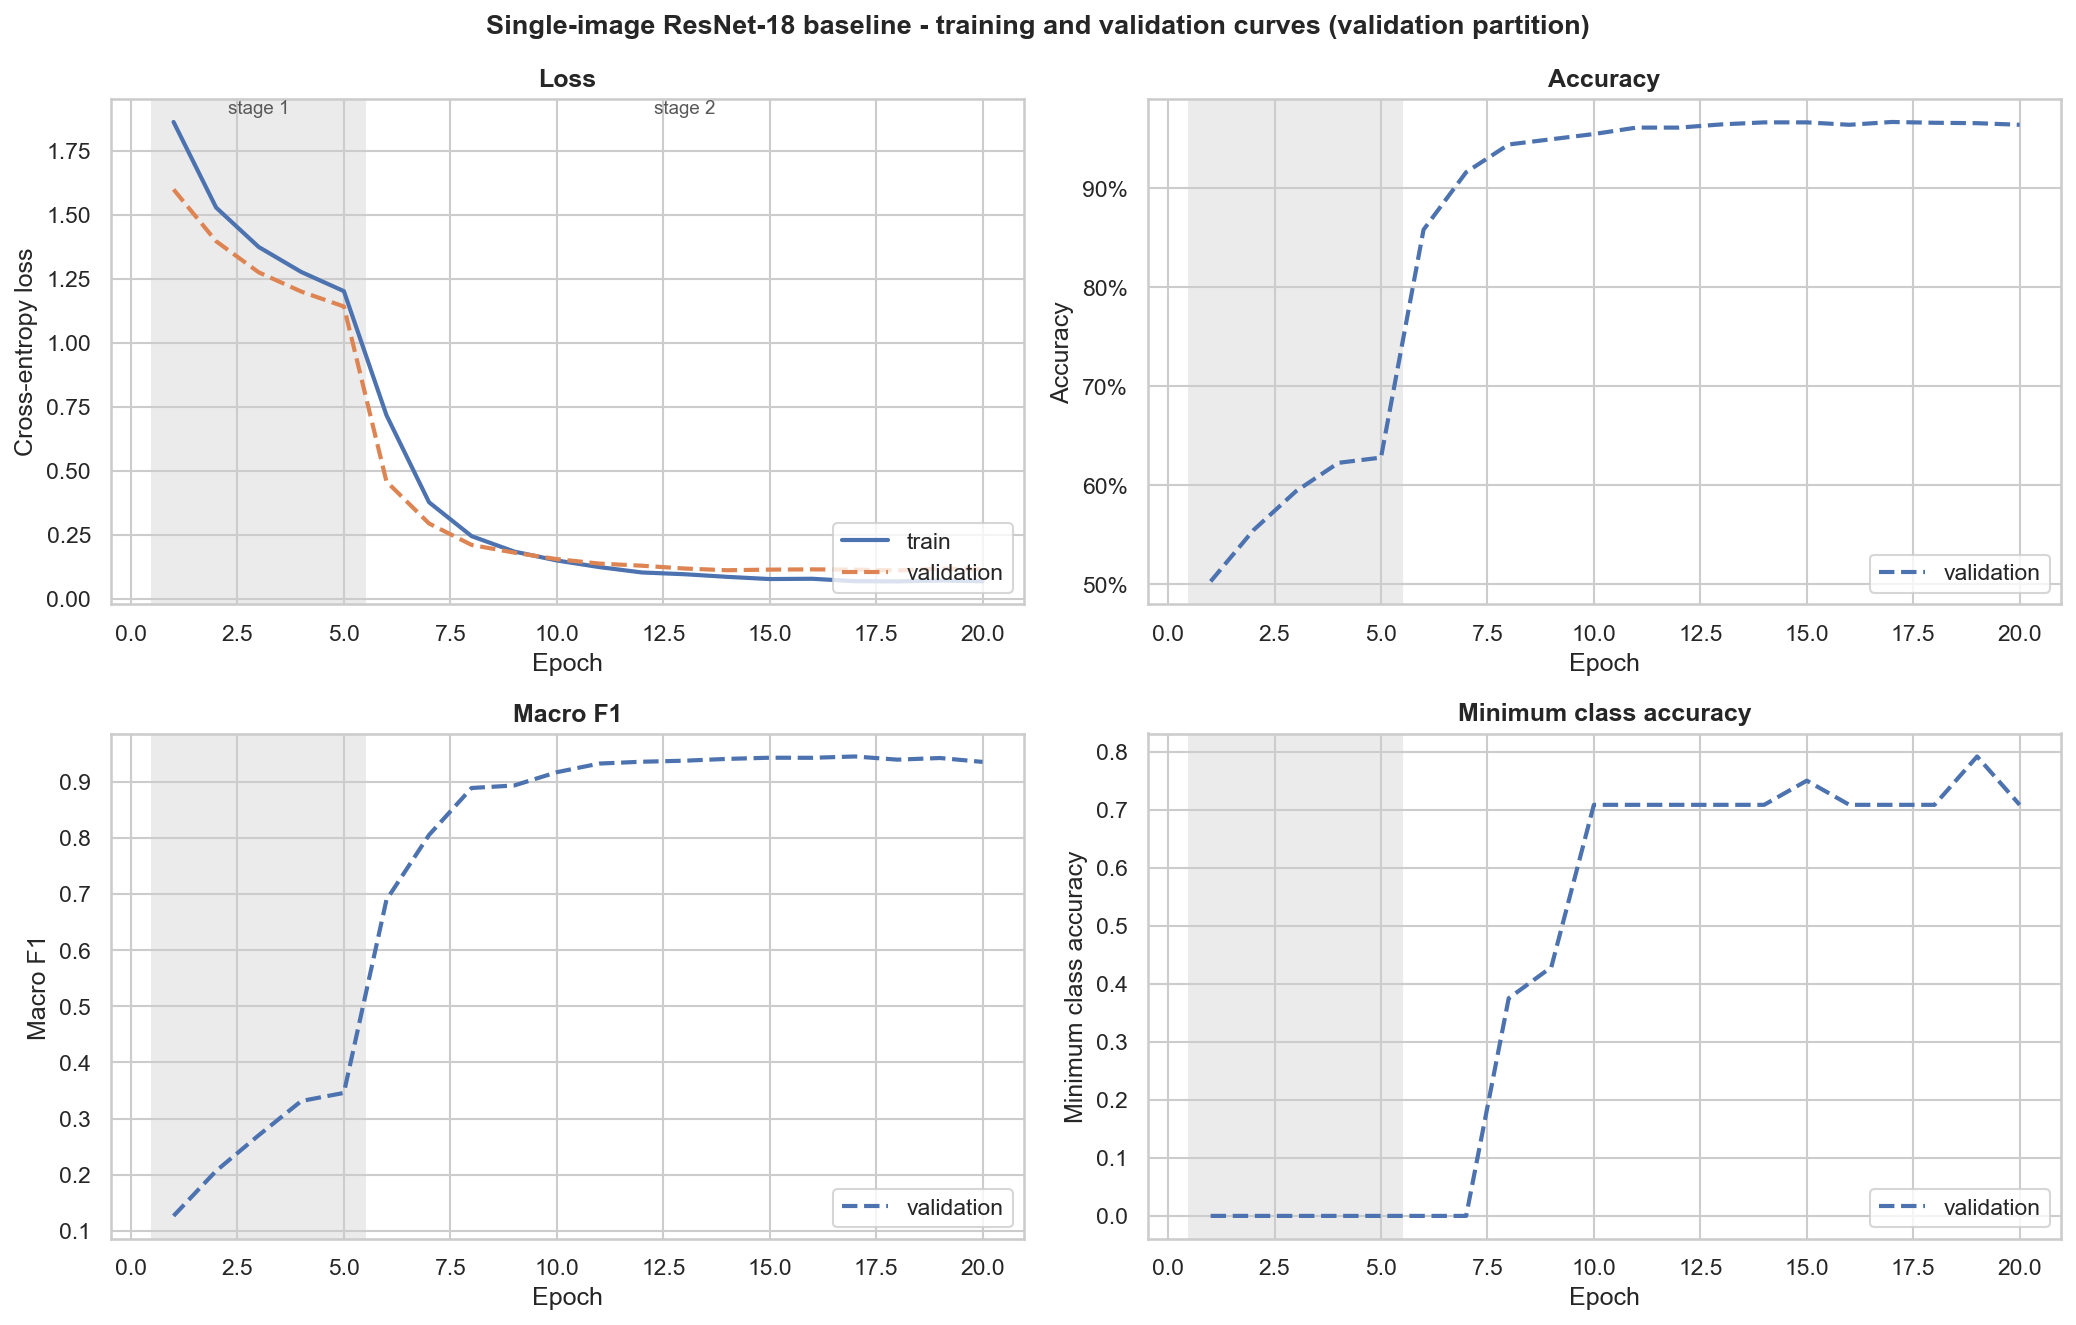 Single-image ResNet-18 baseline - training and validation curves (validation partition)
Loss
stage 1
stage 2
Cross-entropy loss
1.75
1.50
1.25
1.00
0.75
0.50
0.25
0.00
train
validation
0.0 2.5 5.0 7.5 10.0 12.5 15.0 17.5 20.0
Epoch
Accuracy
Accuracy
90%
80%
70%
60%
50%
validation
0.0 2.5 5.0 7.5 10.0 12.5 15.0 17.5 20.0
Epoch
Macro F1
Macro F1
0.9
0.8
0.7
0.6
0.5
0.4
0.3
0.2
0.1
validation
0.0 2.5 5.0 7.5 10.0 12.5 15.0 17.5 20.0
Epoch
Minimum class accuracy
Minimum class accuracy
0.8
0.7
0.6
0.5
0.4
0.3
0.2
0.1
0.0
validation
0.0 2.5 5.0 7.5 10.0 12.5 15.0 17.5 20.0
Epoch